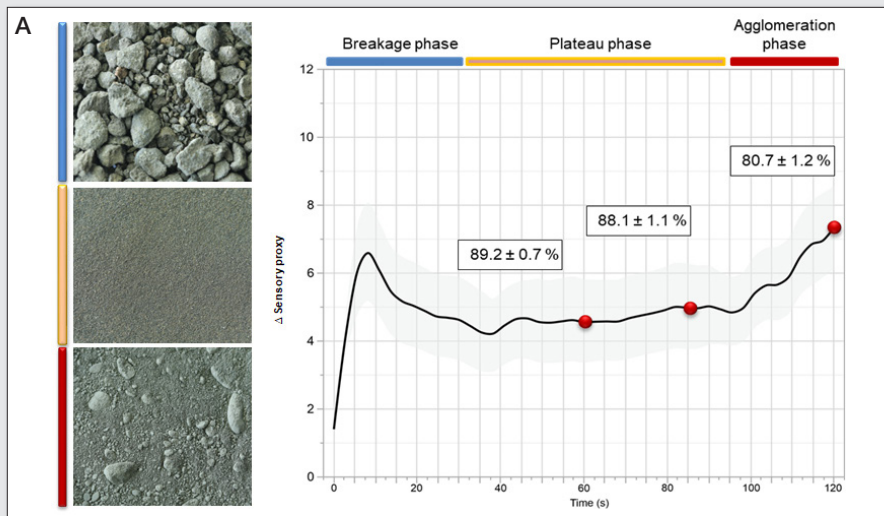 A
Breakage phase
Plateau phase
Agglomeration
phase
12
10
8
6
4
2
0
Δ Sensory proxy
89.2 ± 0.7 %
88.1 ± 1.1 %
80.7 ± 1.2 %
0 20 40 60 80 100 120
Time (s)